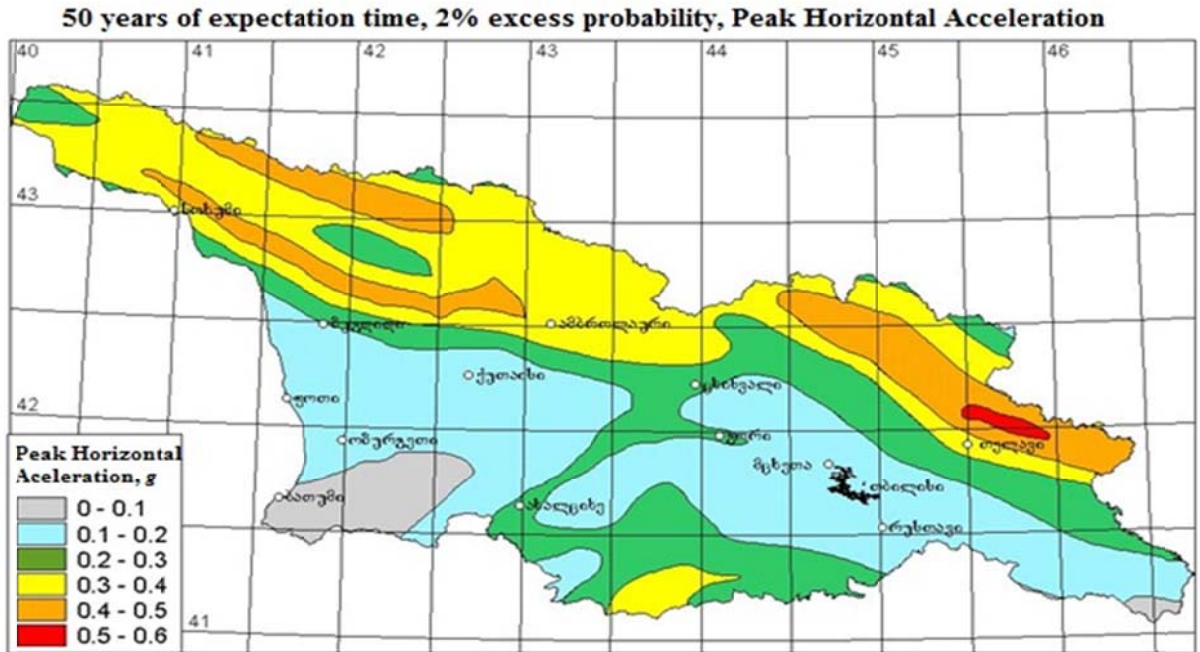 50 years of expectation time, 2% excess probability, Peak Horizontal Acceleration
40 41 42 43 44 45 46
43
სოხუმი
ზუგდიდი
ამბროლაური
ქუთაისი
ცხინვალი
ფოთი
42
ოზურგეთი
გორი
თელავი
მცხეთა
თბილისი
ბათუმი
ახალციხე
რუსთავი
41
Peak Horizontal
Aceleration, g
0 - 0.1
0.1 - 0.2
0.2 - 0.3
0.3 - 0.4
0.4 - 0.5
0.5 - 0.6